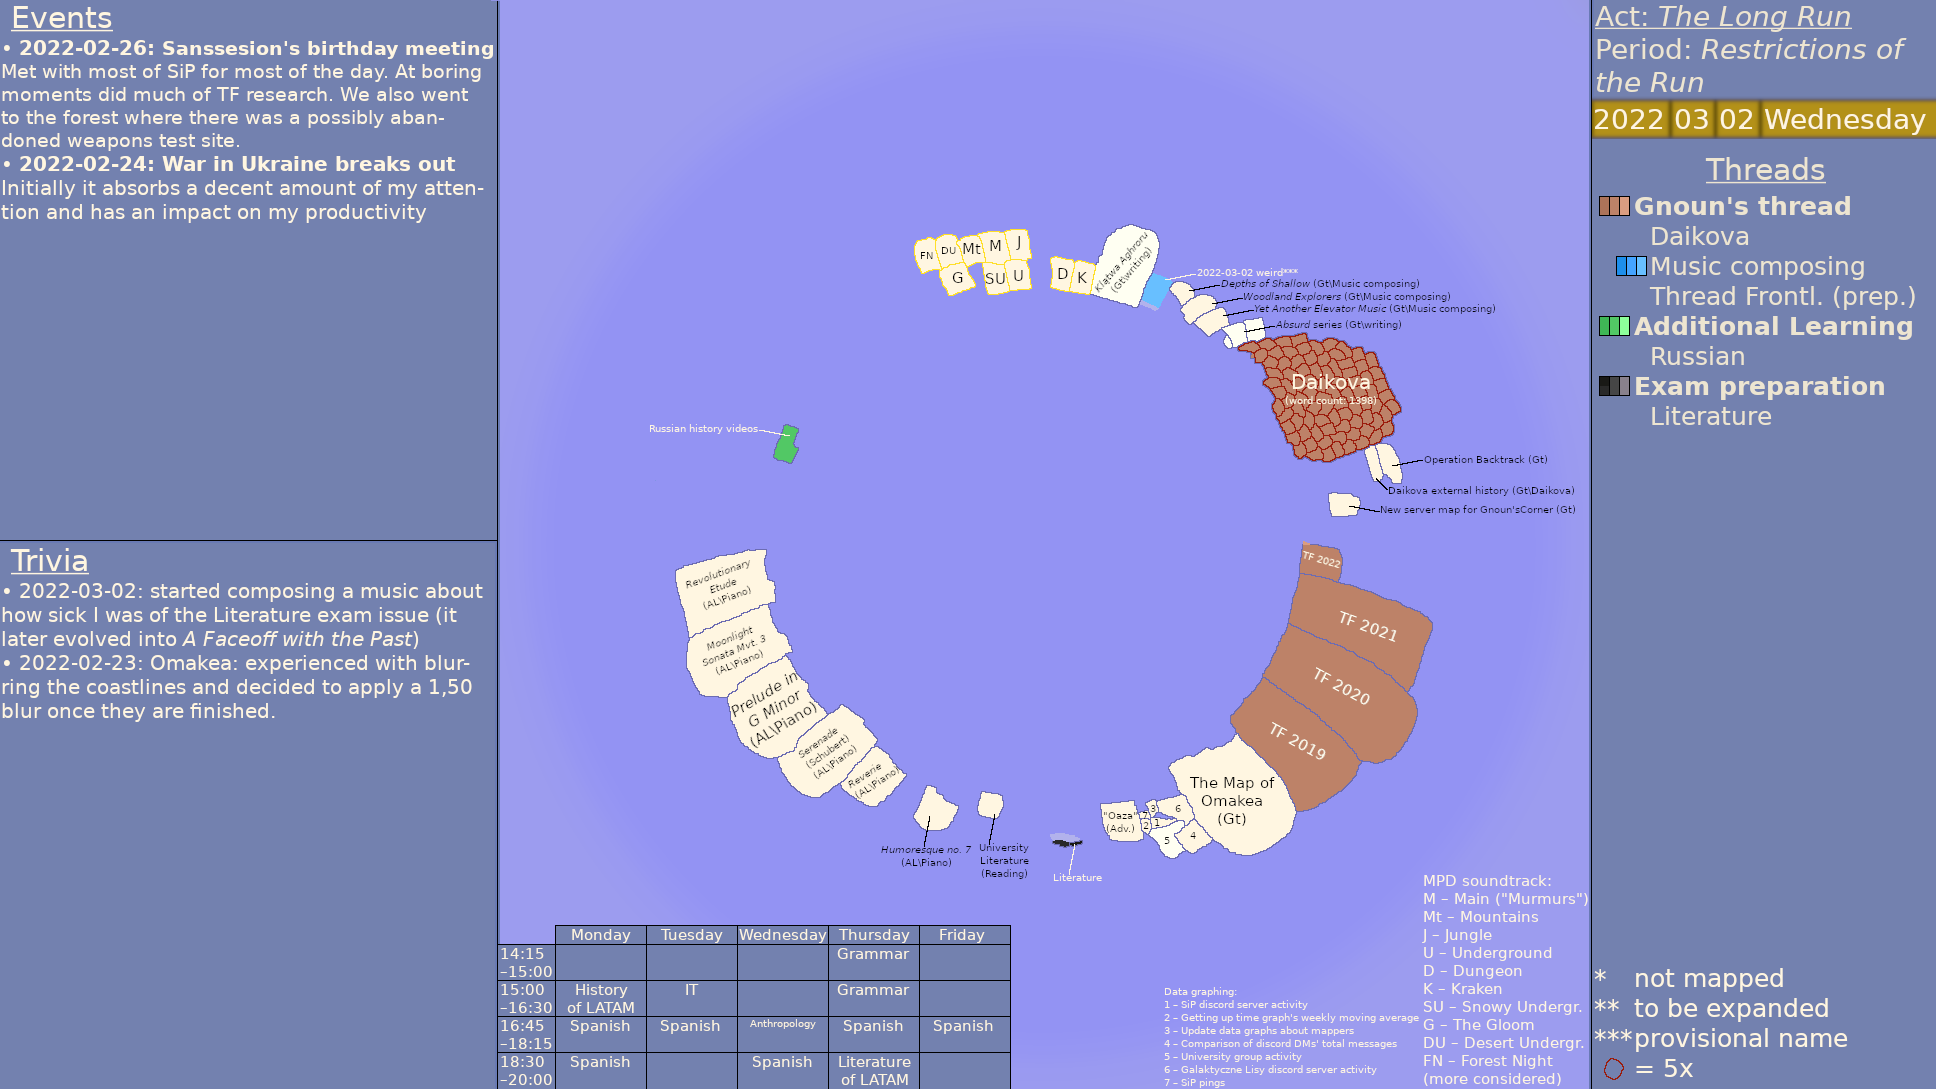 Events
• 2022-02-26: Sanssesion's birthday meeting
Met with most of SiP for most of the day. At boring
moments did much of TF research. We also went
to the forest where there was a possibly aban-
doned weapons test site.
• 2022-02-24: War in Ukraine breaks out
Initially it absorbs a decent amount of my atten-
tion and has an impact on my productivity
Trivia
• 2022-03-02: started composing a music about
how sick I was of the Literature exam issue (it
later evolved into A Faceoff with the Past)
• 2022-02-23: Omakea: experienced with blur-
ring the coastlines and decided to apply a 1,50
blur once they are finished.
FN
DU
Mt
M
J
G
SU
U
D
K
Klątwa Aghroru
(Gt\writing)
2022-03-02 weird***
Depths of Shallow (Gt\Music composing)
Woodland Explorers (Gt\Music composing)
Yet Another Elevator Music (Gt\Music composing)
Absurd series (Gt\writing)
Daikova
(word count: 1398)
Russian history videos
Operation Backtrack (Gt)
Daikova external history (Gt\Daikova)
New server map for Gnoun'sCorner (Gt)
TF 2022
TF 2021
TF 2020
TF 2019
The Map of
Omakea
(Gt)
Revolutionary
Etude
(AL\Piano)
Moonlight
Sonata Mvt. 3
(AL\Piano)
Prelude in
G Minor
(AL\Piano)
Serenade
(Schubert)
(AL\Piano)
Reverie
(AL\Piano)
Humoresque no. 7
(AL\Piano)
University
Literature
(Reading)
Literature
"Oaza"
(Adv.)
7
3
6
2
1
5
4
Monday Tuesday Wednesday Thursday Friday
14:15
–15:00
Grammar
15:00
–16:30
History
of LATAM
IT
Grammar
16:45
–18:15
Spanish Spanish Anthropology Spanish Spanish
18:30
–20:00
Spanish Spanish Literature
of LATAM
Data graphing:
1 – SiP discord server activity
2 – Getting up time graph's weekly moving average
3 – Update data graphs about mappers
4 – Comparison of discord DMs' total messages
5 – University group activity
6 – Galaktyczne Lisy discord server activity
7 – SiP pings
MPD soundtrack:
M – Main ("Murmurs")
Mt – Mountains
J – Jungle
U – Underground
D – Dungeon
K – Kraken
SU – Snowy Undergr.
G – The Gloom
DU – Desert Undergr.
FN – Forest Night
(more considered)
Act: The Long Run
Period: Restrictions of
the Run
2022 03 02 Wednesday
Threads
Gnoun's thread
Daikova
Music composing
Thread Frontl. (prep.)
Additional Learning
Russian
Exam preparation
Literature
* not mapped
** to be expanded
***provisional name
= 5x